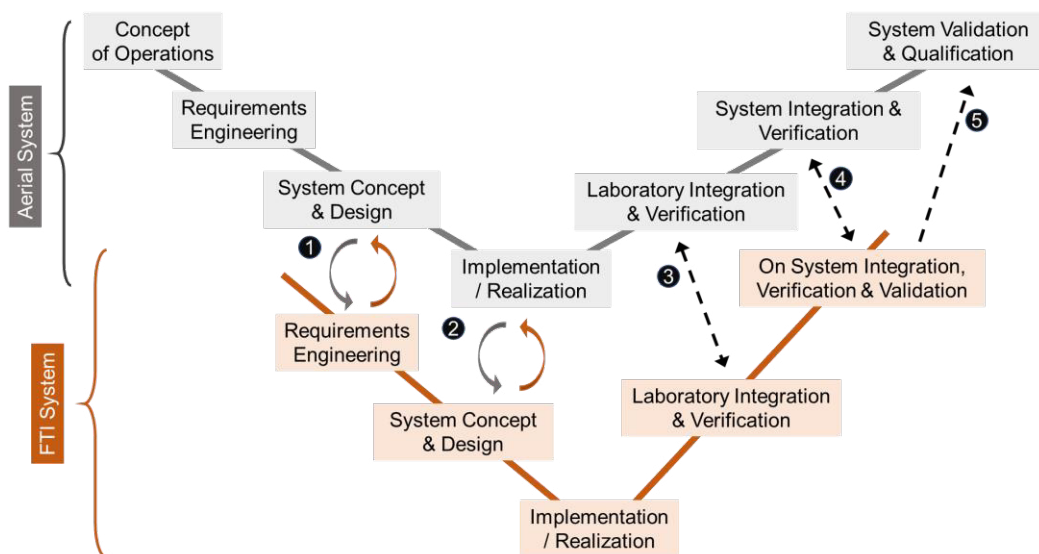 Concept
of Operations
System Validation
& Qualification
Aerial System
Requirements
Engineering
System Integration &
Verification
5
System Concept
& Design
Laboratory Integration
& Verification
4
1
Implementation
/ Realization
3
On System Integration,
Verification & Validation
FTI System
Requirements
Engineering
2
System Concept
& Design
Laboratory Integration
& Verification
Implementation
/ Realization